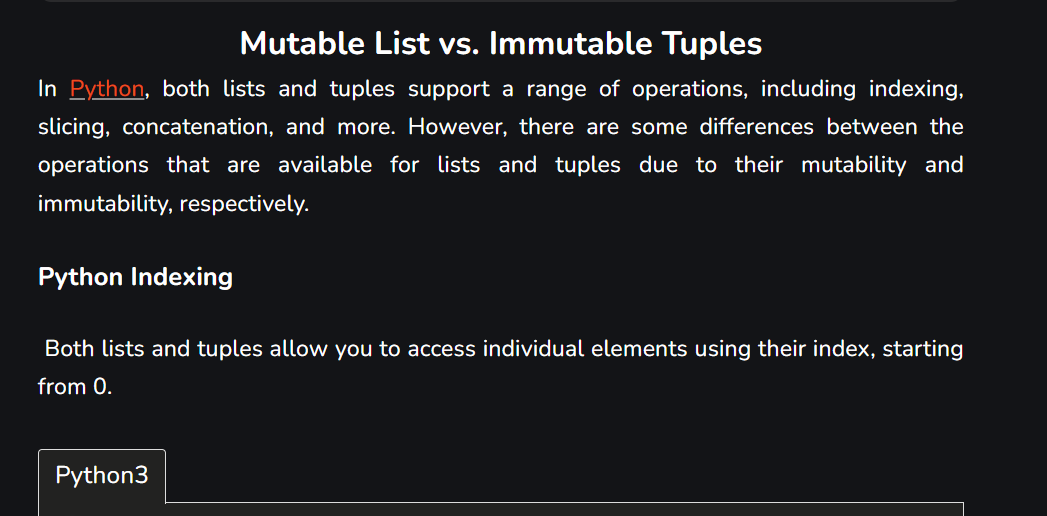 Mutable List vs. Immutable Tuples
In Python, both lists and tuples support a range of operations, including indexing,
slicing, concatenation, and more. However, there are some differences between the
operations that are available for lists and tuples due to their mutability and
immutability, respectively.
Python Indexing
Both lists and tuples allow you to access individual elements using their index, starting
from 0.
Python3